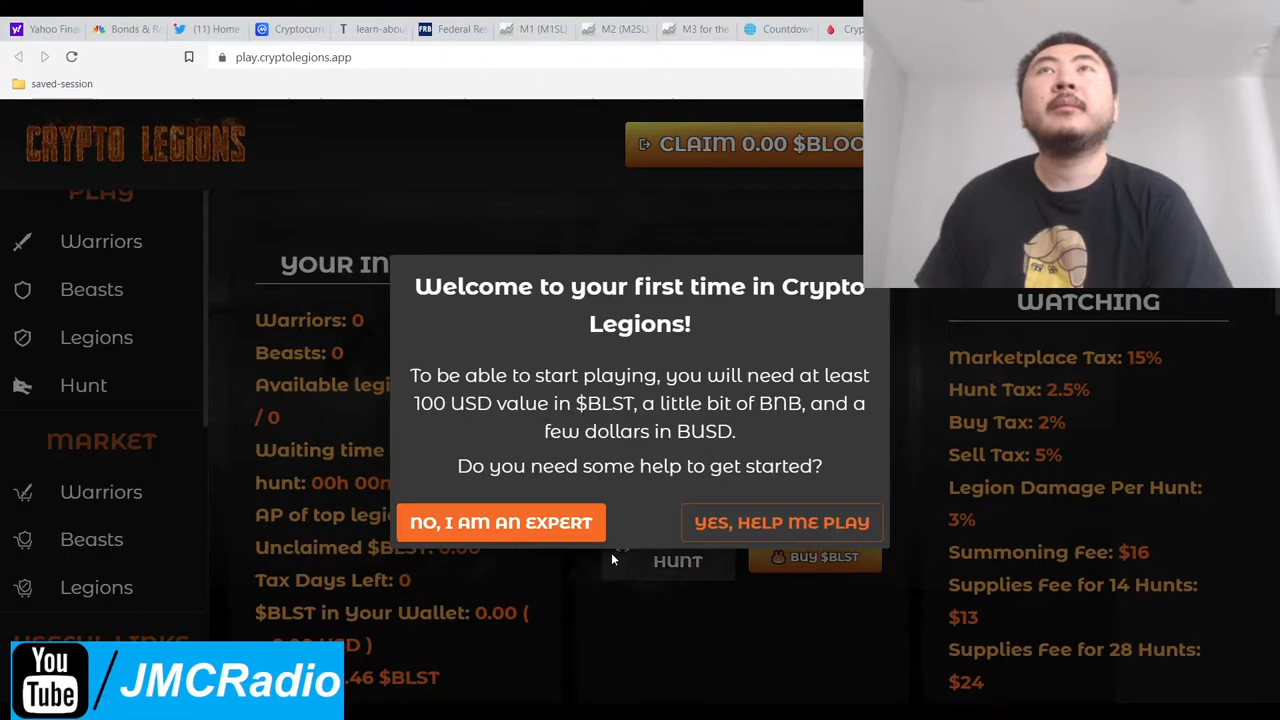 Yahoo Finan
Bonds & Ra
(11) Home
Cryptocurr
learn-abou
FRB
Federal Res
M1 (M1SL)
M2 (M2SL)
M3 for the
Countdow
Cryp
play.cryptolegions.app
saved-session
CRYPTO LEGIONS
CLAIM 0.00 $BLOO
PLAY
Warriors
Beasts
Legions
Hunt
MARKET
Warriors
Beasts
Legions
USEFUL LINKS
YOUR IN
Warriors: 0
Beasts: 0
Available legi
/ 0
Waiting time
hunt: 00h 00m
AP of top legi
Unclaimed $BLST: 0.00
Tax Days Left: 0
$BLST in Your Wallet: 0.00 (
.46 $BLST
Welcome to your first time in Crypto
Legions!
To be able to start playing, you will need at least
100 USD value in $BLST, a little bit of BNB, and a
few dollars in BUSD.
Do you need some help to get started?
NO, I AM AN EXPERT
YES, HELP ME PLAY
HUNT
BUY $BLST
WATCHING
Marketplace Tax: 15%
Hunt Tax: 2.5%
Buy Tax: 2%
Sell Tax: 5%
Legion Damage Per Hunt:
3%
Summoning Fee: $16
Supplies Fee for 14 Hunts:
$13
Supplies Fee for 28 Hunts:
$24
You
Tube
/JMCRadio